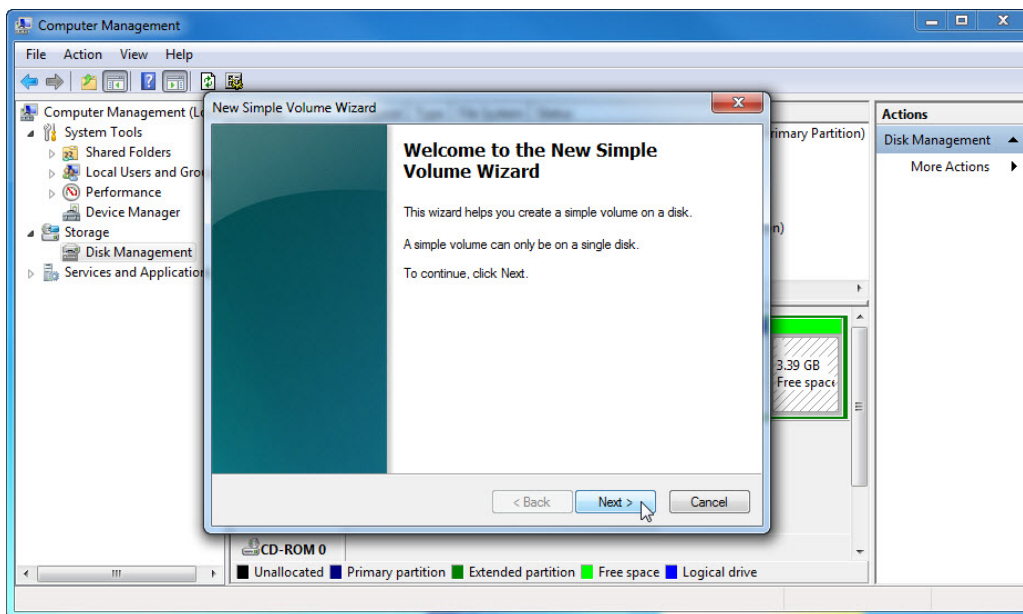 Computer Management
File Action View Help
Computer Management (Lo
System Tools
Shared Folders
Local Users and Grou
Performance
Device Manager
Storage
Disk Management
Services and Application
New Simple Volume Wizard
Welcome to the New Simple
Volume Wizard
This wizard helps you create a simple volume on a disk.
A simple volume can only be on a single disk.
To continue, click Next.
< Back Next > Cancel
rimary Partition)
n)
3.39 GB
Free space
CD-ROM 0
Unallocated Primary partition Extended partition Free space Logical drive
Actions
Disk Management
More Actions